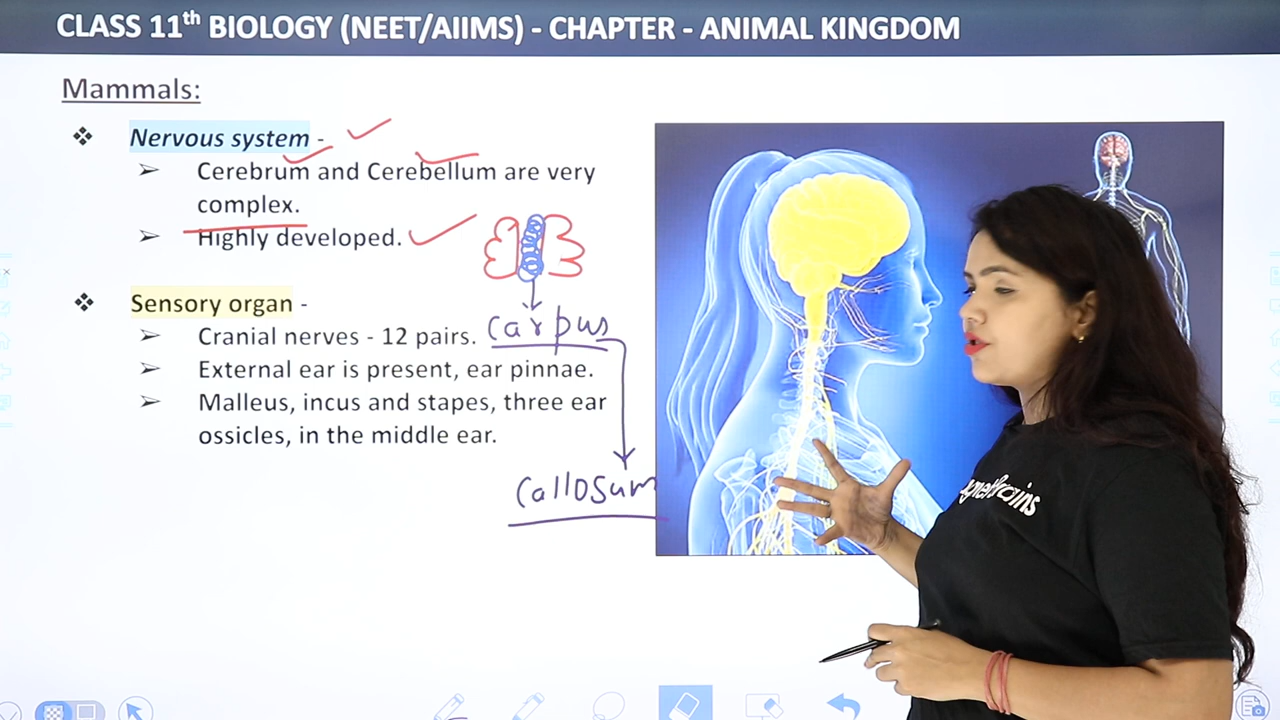 CLASS 11th BIOLOGY (NEET/AIIMS) - CHAPTER - ANIMAL KINGDOM
Mammals:
❖ Nervous system -
➢ Cerebrum and Cerebellum are very
complex.
➢ Highly developed.
❖ Sensory organ -
➢ Cranial nerves - 12 pairs.
➢ External ear is present, ear pinnae.
➢ Malleus, incus and stapes, three ear
ossicles, in the middle ear.
carpus
callosum